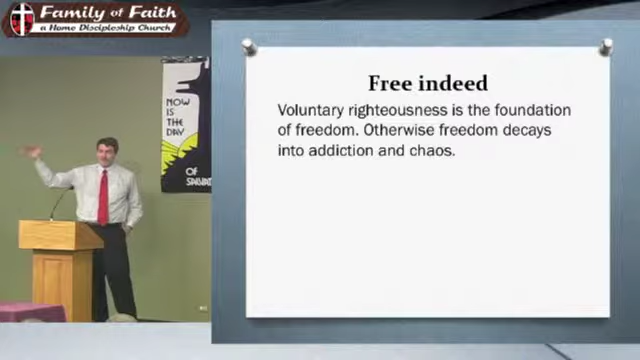 Family of Faith
a Home Discipleship Church
NOW
IS
THE
DAY
OF
SALVATION
Free indeed
Voluntary righteousness is the foundation
of freedom. Otherwise freedom decays
into addiction and chaos.